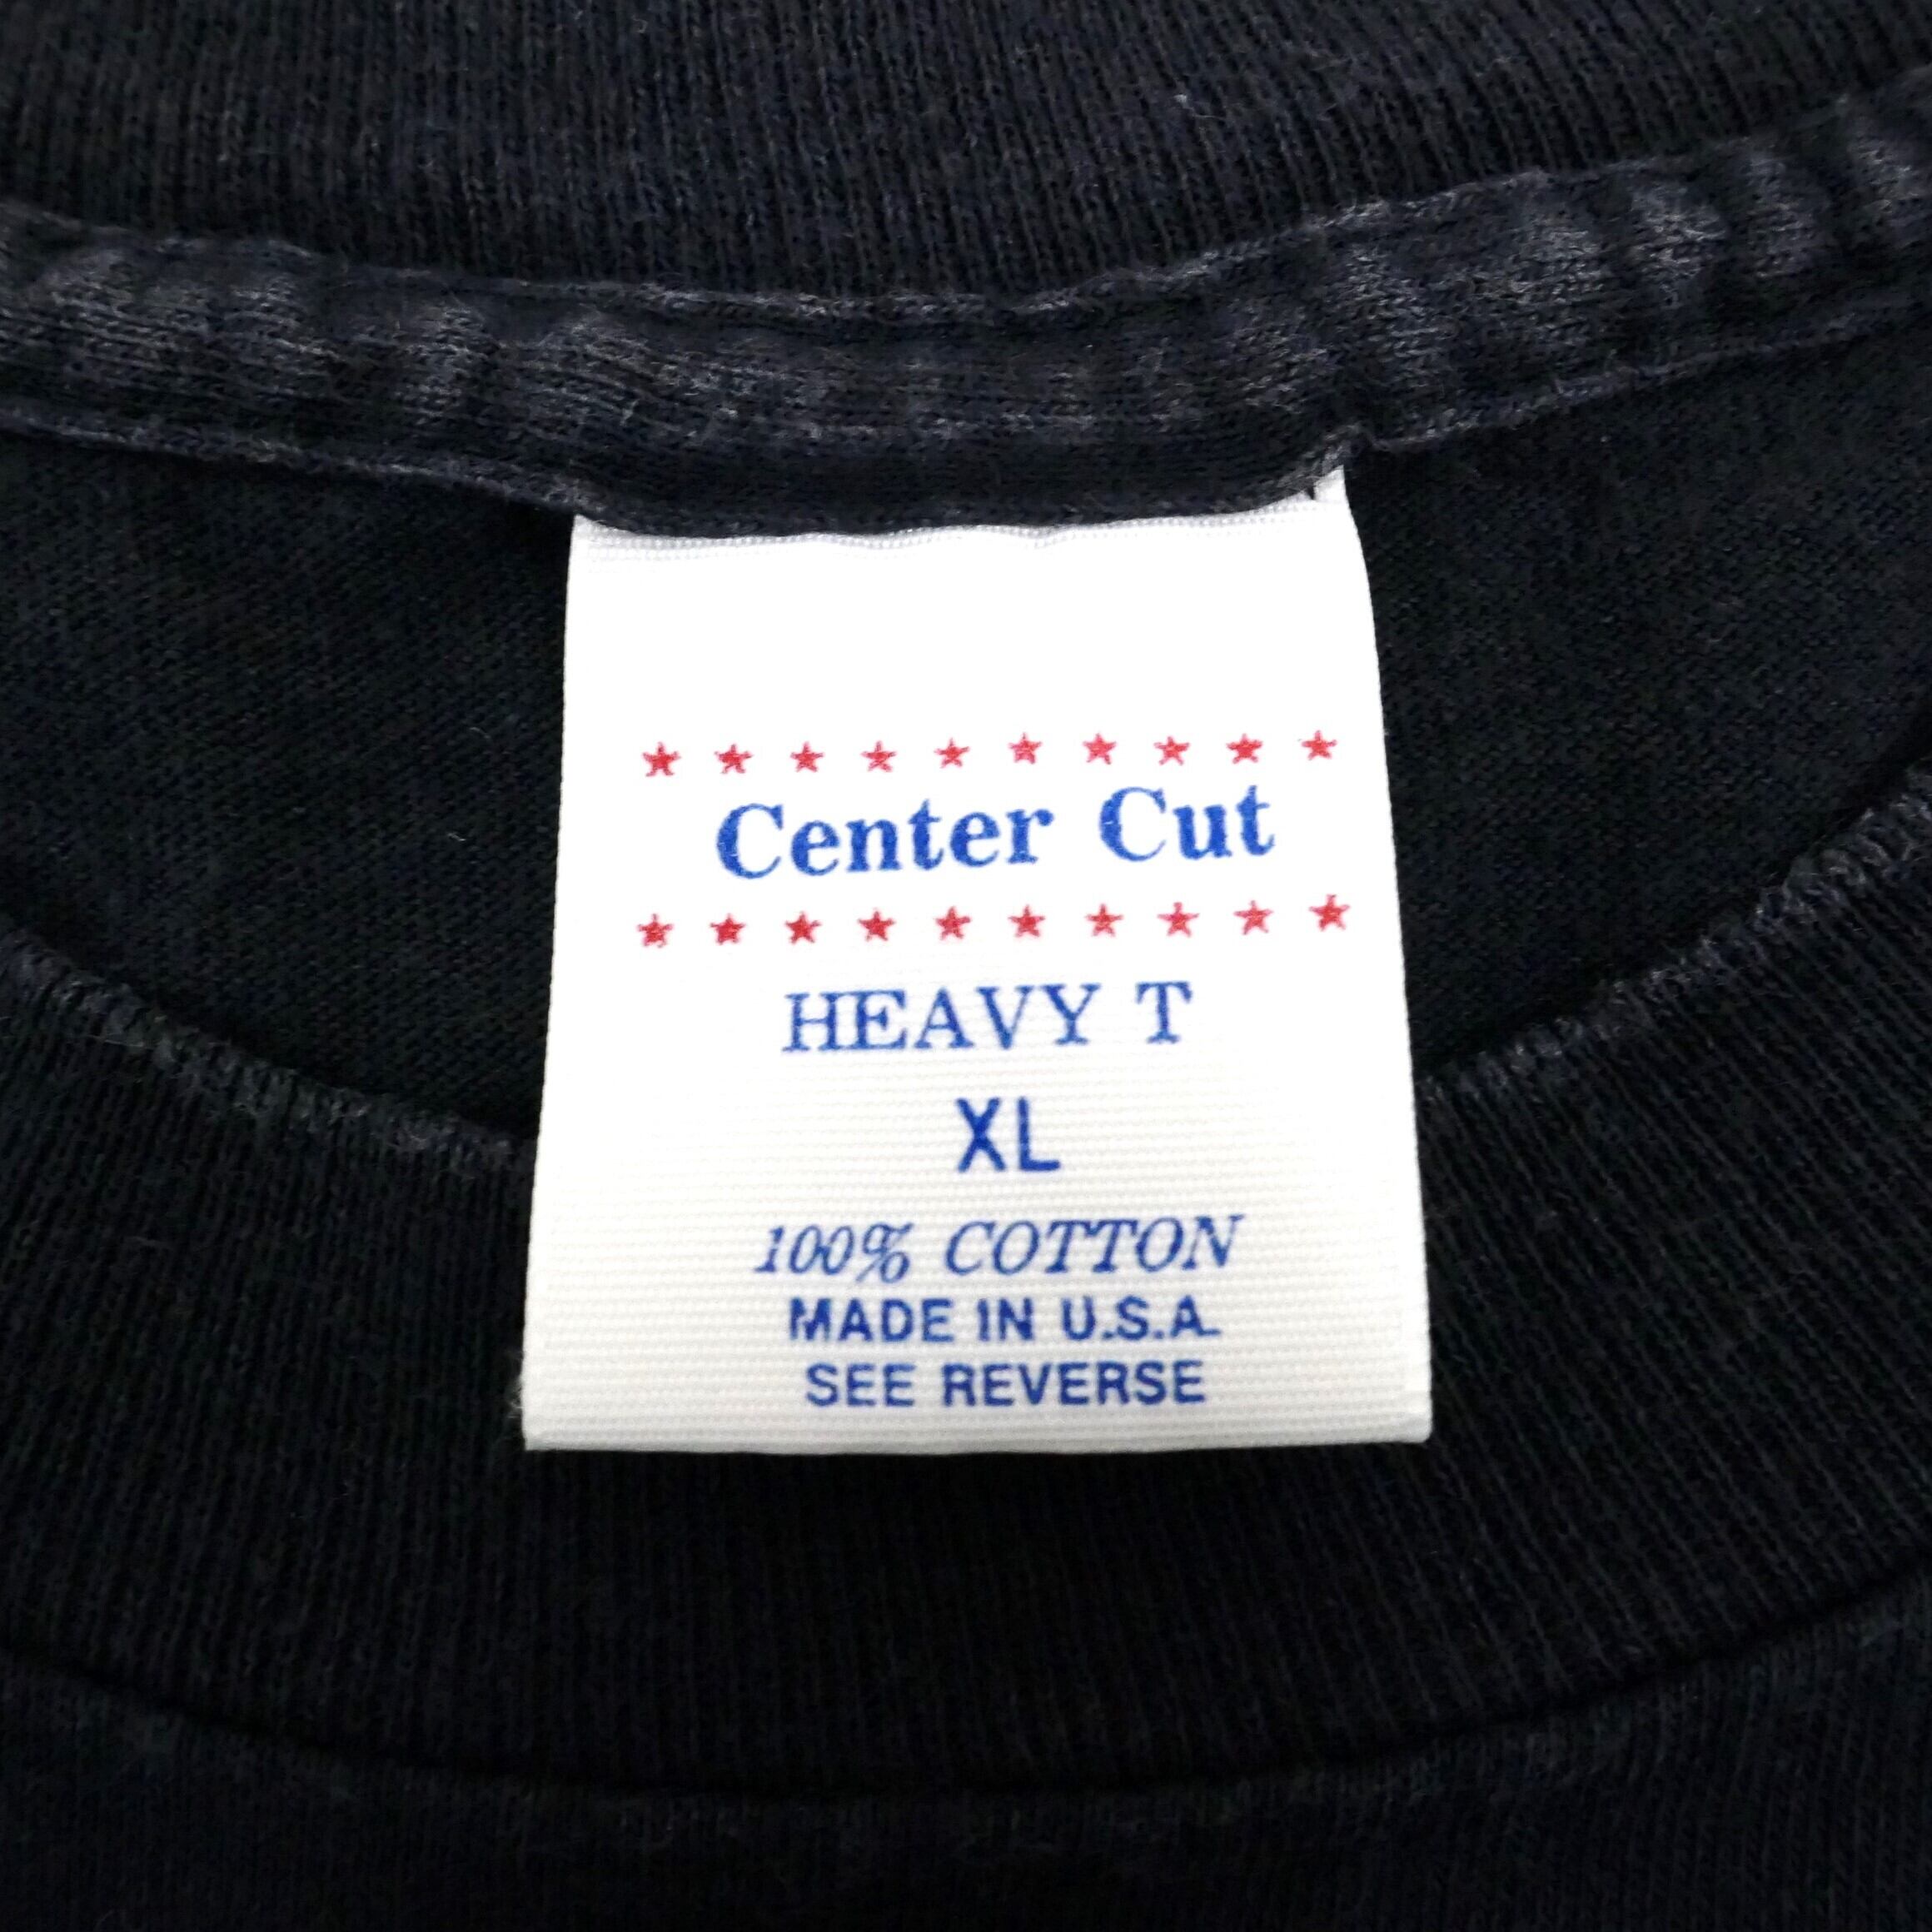 Center Cut
HEAVY T
XL
100% COTTON
MADE IN U.S.A.
SEE REVERSE